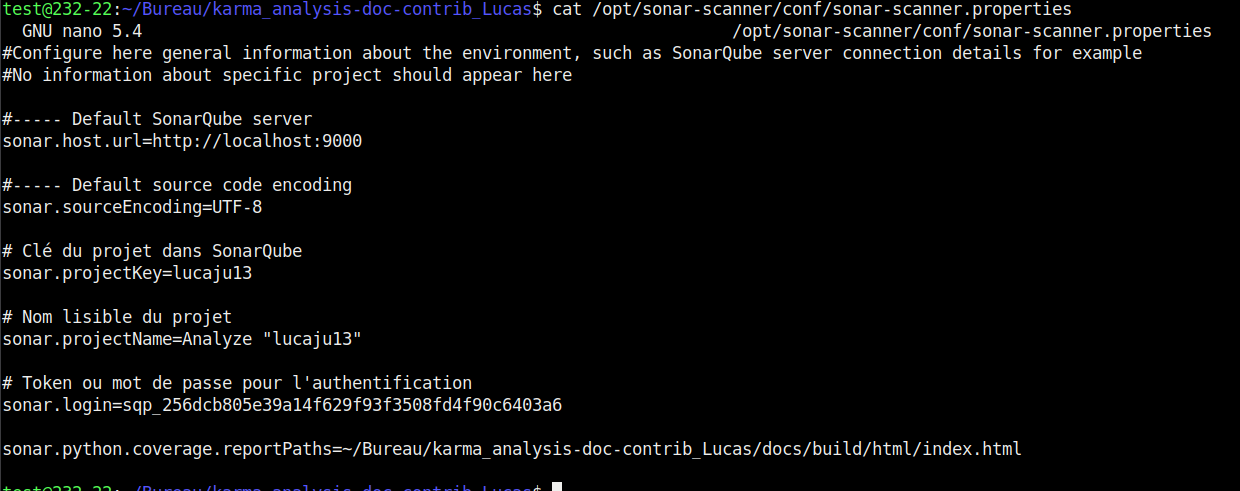 test@232-22:~/Bureau/karma_analysis-doc-contrib_Lucas$ cat /opt/sonar-scanner/conf/sonar-scanner.properties
GNU nano 5.4 /opt/sonar-scanner/conf/sonar-scanner.properties
#Configure here general information about the environment, such as SonarQube server connection details for example
#No information about specific project should appear here
#----- Default SonarQube server
sonar.host.url=http://localhost:9000
#----- Default source code encoding
sonar.sourceEncoding=UTF-8
# Clé du projet dans SonarQube
sonar.projectKey=lucaju13
# Nom lisible du projet
sonar.projectName=Analyze "lucaju13"
# Token ou mot de passe pour l'authentification
sonar.login=sqp_256dcb805e39a14f629f93f3508fd4f90c6403a6
sonar.python.coverage.reportPaths=~/Bureau/karma_analysis-doc-contrib_Lucas/docs/build/html/index.html
test@232-22:~/Bureau/karma_analysis-doc-contrib_Lucas$